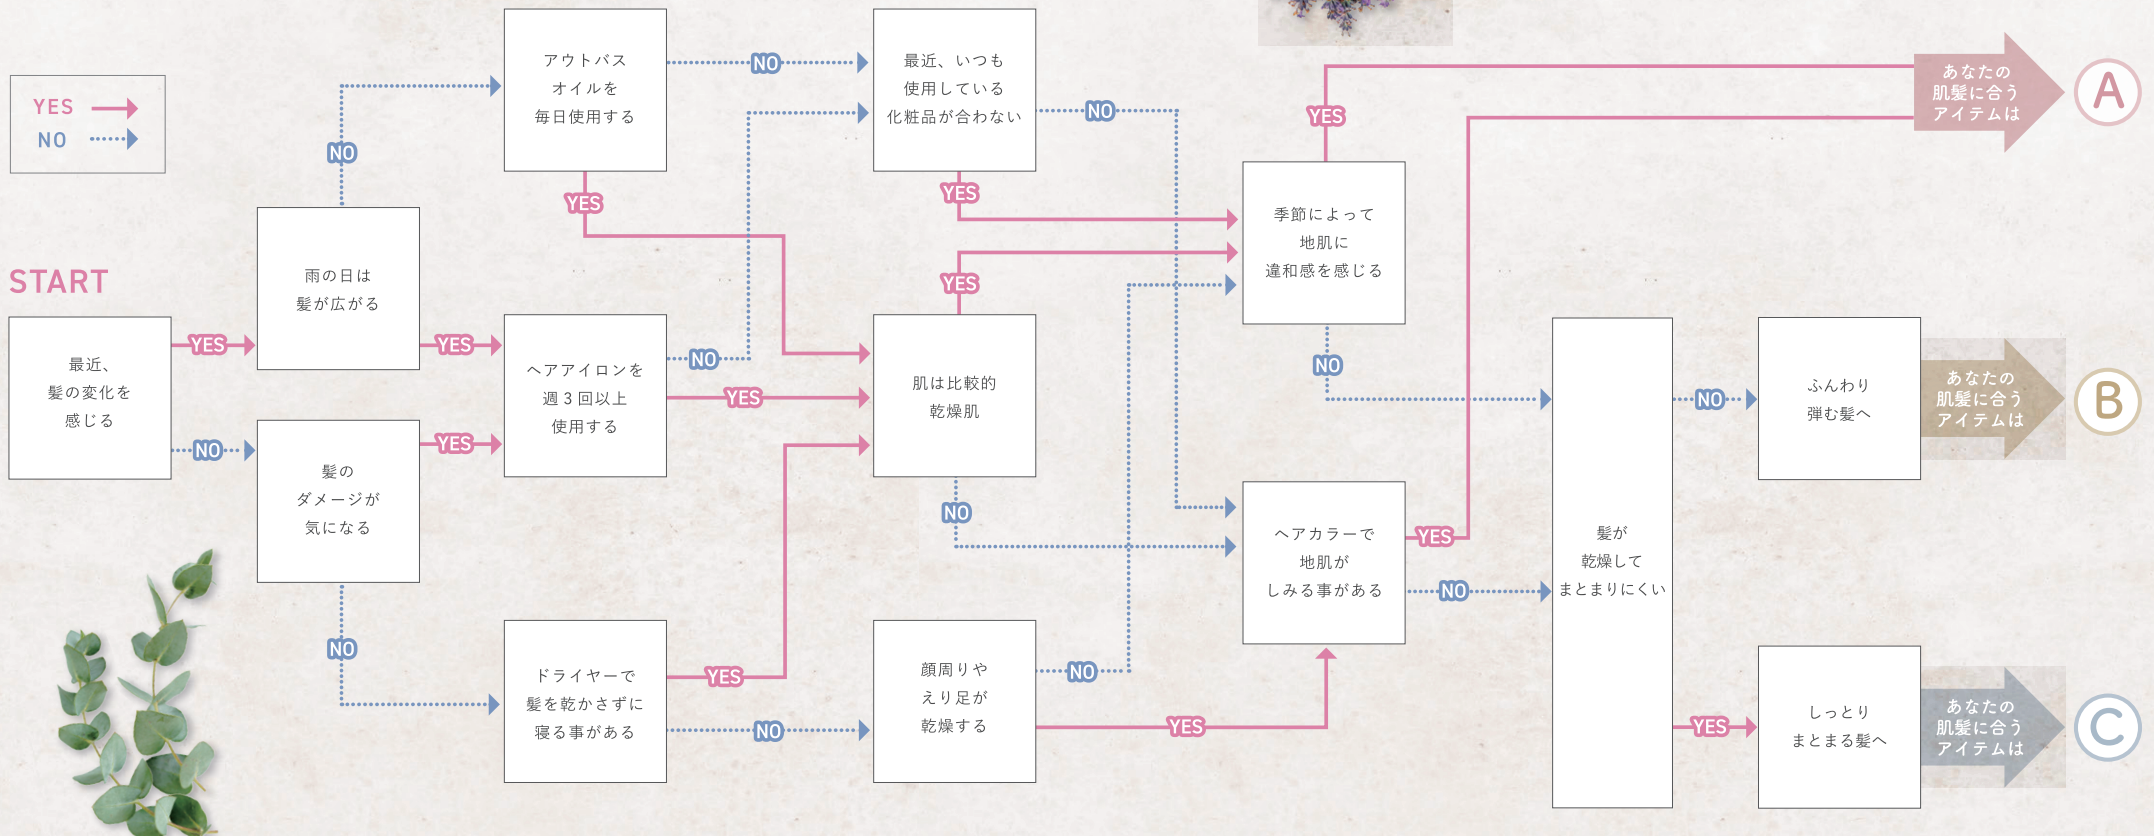 YES
NO
START
最近、
髪の変化を
感じる
YES
NO
雨の日は
髪が広がる
NO
YES
髪の
ダメージが
気になる
YES
NO
アウトバス
オイルを
毎日使用する
NO
YES
ヘアアイロンを
週3回以上
使用する
NO
YES
ドライヤーで
髪を乾かさずに
寝る事がある
YES
NO
最近、いつも
使用している
化粧品が合わない
NO
YES
肌は比較的
乾燥肌
YES
NO
顔周りや
えり足が
乾燥する
NO
YES
季節によって
地肌に
違和感を感じる
YES
NO
ヘアカラーで
地肌が
しみる事がある
YES
NO
髪が
乾燥して
まとまりにくい
NO
YES
ふんわり
弾む髪へ
しっとり
まとまる髪へ
あなたの
肌髪に合う
アイテムは
A
あなたの
肌髪に合う
アイテムは
B
あなたの
肌髪に合う
アイテムは
C